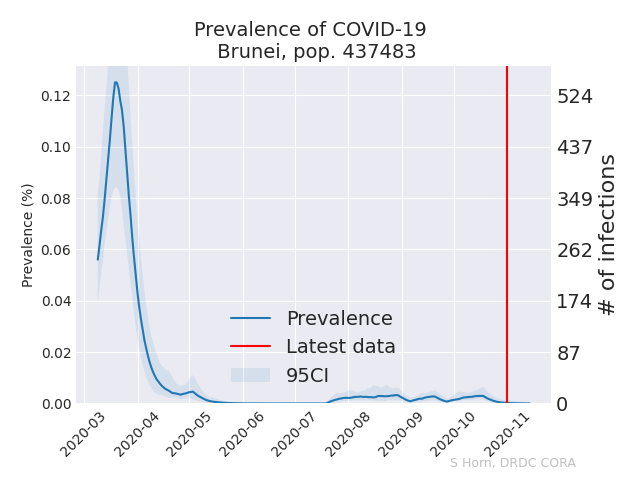 Prevalence of COVID-19
Brunei, pop. 437483
Prevalence (%)
0.12
0.10
0.08
0.06
0.04
0.02
0.00
524
437
349
262
174
87
0
# of infections
Prevalence
Latest data
95CI
2020-03
2020-04
2020-05
2020-06
2020-07
2020-08
2020-09
2020-10
2020-11
S Horn, DRDC CORA